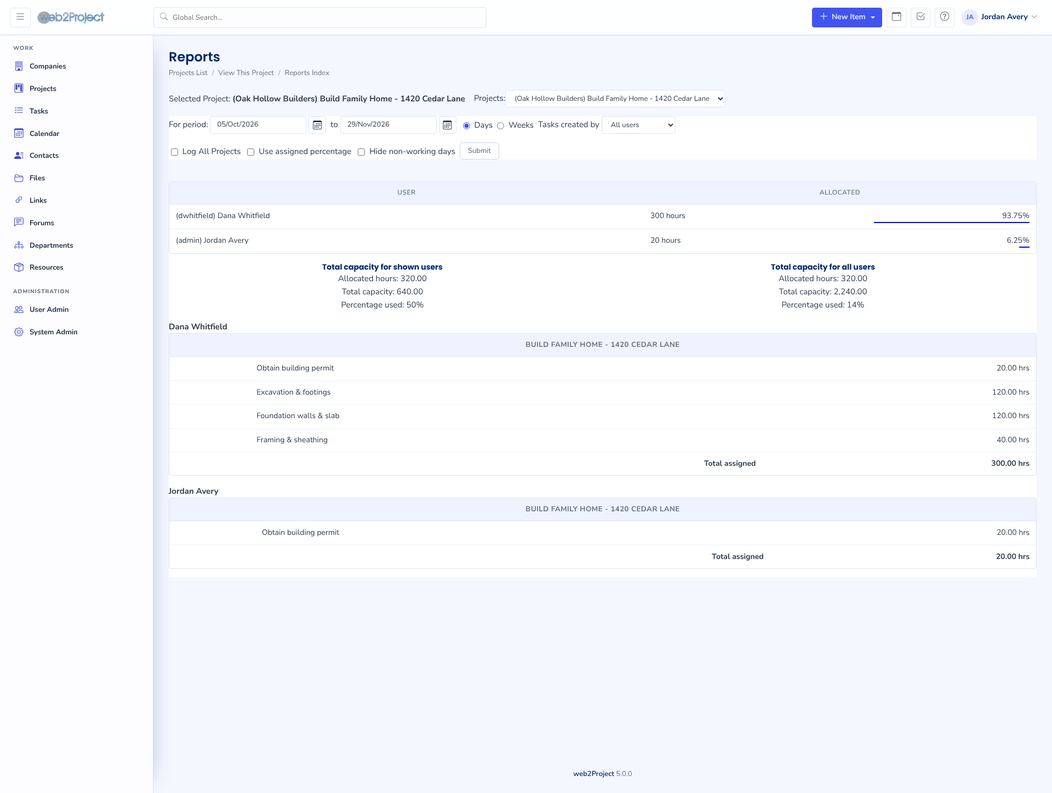 web2Project
Global Search...
New Item
JA
Jordan Avery
WORK
Companies
Projects
Tasks
Calendar
Contacts
Files
Links
Forums
Departments
Resources
ADMINISTRATION
User Admin
System Admin
Reports
Projects List / View This Project / Reports Index
Selected Project: (Oak Hollow Builders) Build Family Home - 1420 Cedar Lane Projects: (Oak Hollow Builders) Build Family Home - 1420 Cedar Lane
For period: 05/Oct/2026 to 29/Nov/2026 Days Weeks Tasks created by All users
Log All Projects Use assigned percentage Hide non-working days Submit
USER ALLOCATED
(dwhitfield) Dana Whitfield 300 hours 93.75%
(admin) Jordan Avery 20 hours 6.25%
Total capacity for shown users Total capacity for all users
Allocated hours: 320.00 Allocated hours: 320.00
Total capacity: 640.00 Total capacity: 2,240.00
Percentage used: 50% Percentage used: 14%
Dana Whitfield
BUILD FAMILY HOME - 1420 CEDAR LANE
Obtain building permit 20.00 hrs
Excavation & footings 120.00 hrs
Foundation walls & slab 120.00 hrs
Framing & sheathing 40.00 hrs
Total assigned 300.00 hrs
Jordan Avery
BUILD FAMILY HOME - 1420 CEDAR LANE
Obtain building permit 20.00 hrs
Total assigned 20.00 hrs
web2Project 5.0.0